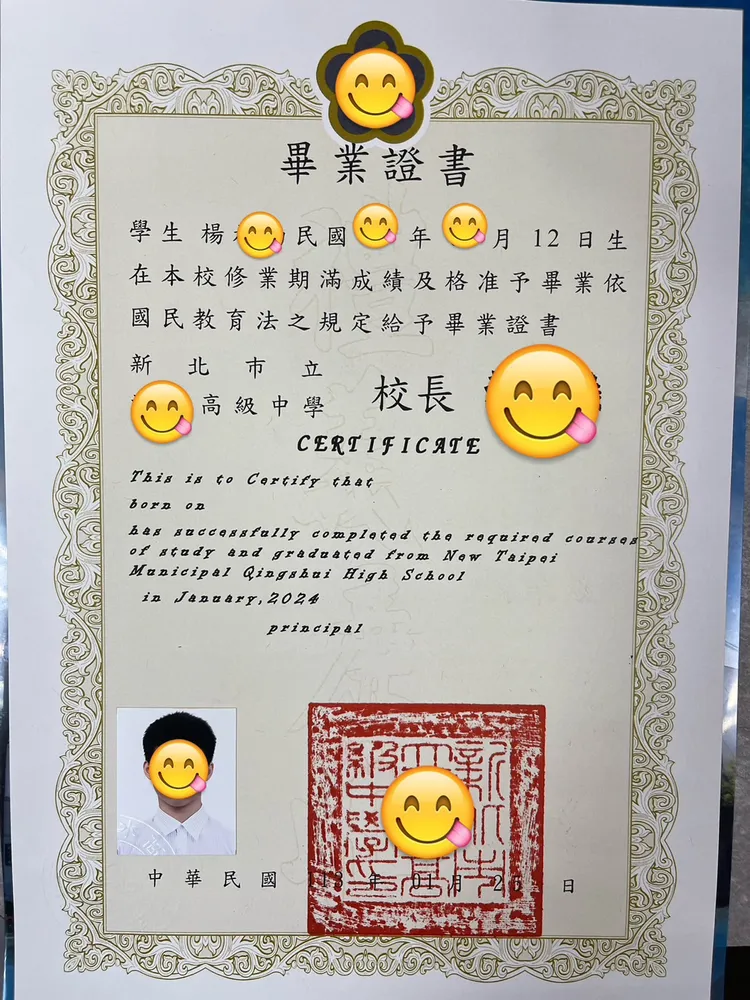 畢業證書
學生 楊 民國 年 月 12 日生
在本校修業期滿成績及格准予畢業依
國民教育法之規定給予畢業證書
新北市立
高級中學 校長
CERTIFICATE
This is to Certify that
born on
has successfully completed the required courses
of study and graduated from New Taipei
Municipal Qingshui High School
in January,2024
principal
中華民國 113 年 01 月 2 日